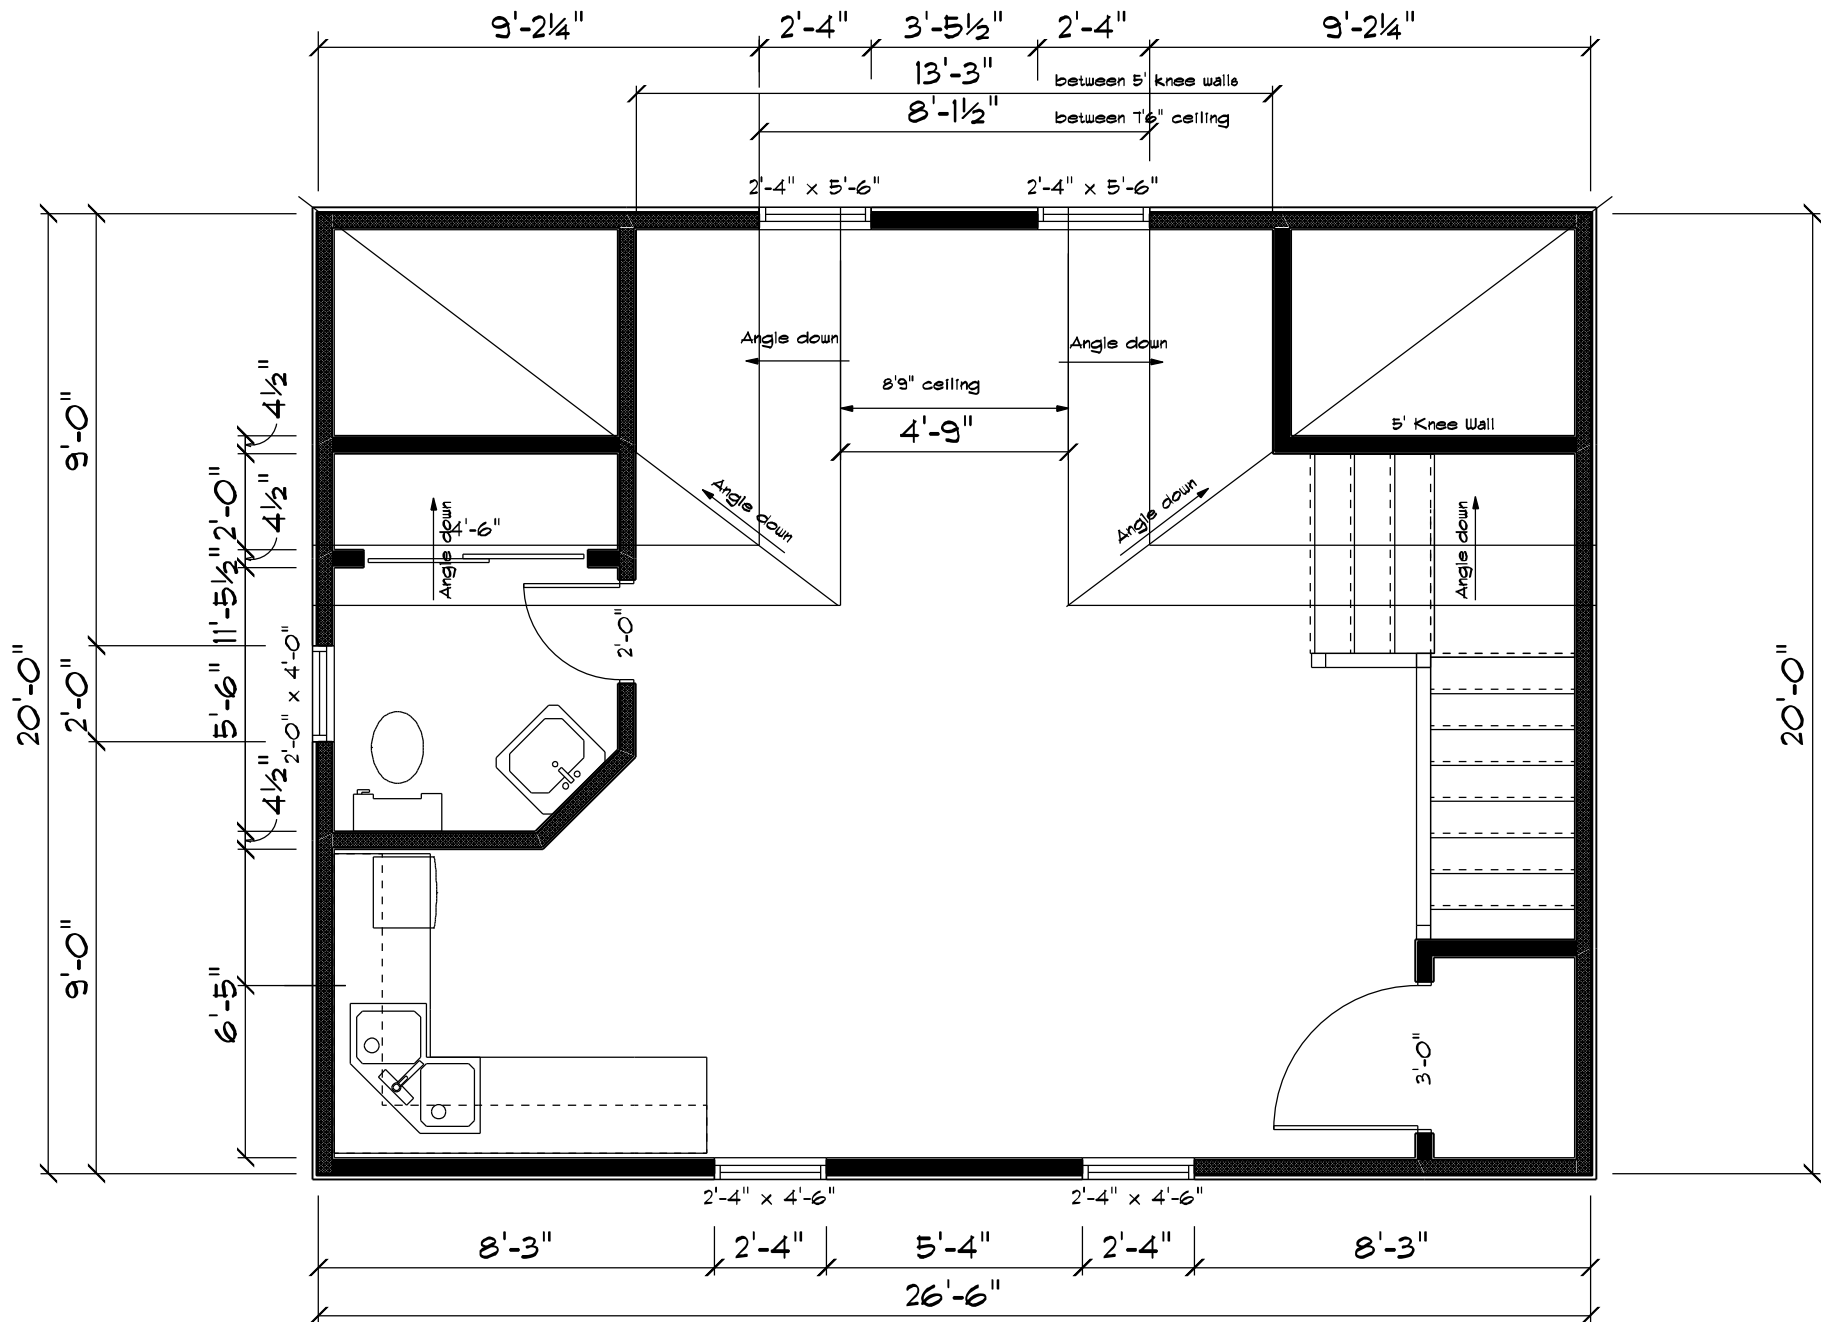 9'-2¼" 2'-4" 3'-5½" 2'-4" 9'-2¼"
13'-3" between 5' knee walls
8'-1½" between 7'6" ceiling
2'-4" x 5'-6" 2'-4" x 5'-6"
Angle down Angle down
8'9" ceiling
4'-9"
5' Knee Wall
4½"
9'-0"
2'-0"
4½"
Angle down
4'-6"
Angle down
Angle down
Angle down
11'-5½"
2'-0"
20'-0"
2'-0"
5'-6"
2'-0" x 4'-0"
20'-0"
4½"
9'-0"
6'-5"
3'-0"
2'-4" x 4'-6" 2'-4" x 4'-6"
8'-3" 2'-4" 5'-4" 2'-4" 8'-3"
26'-6"